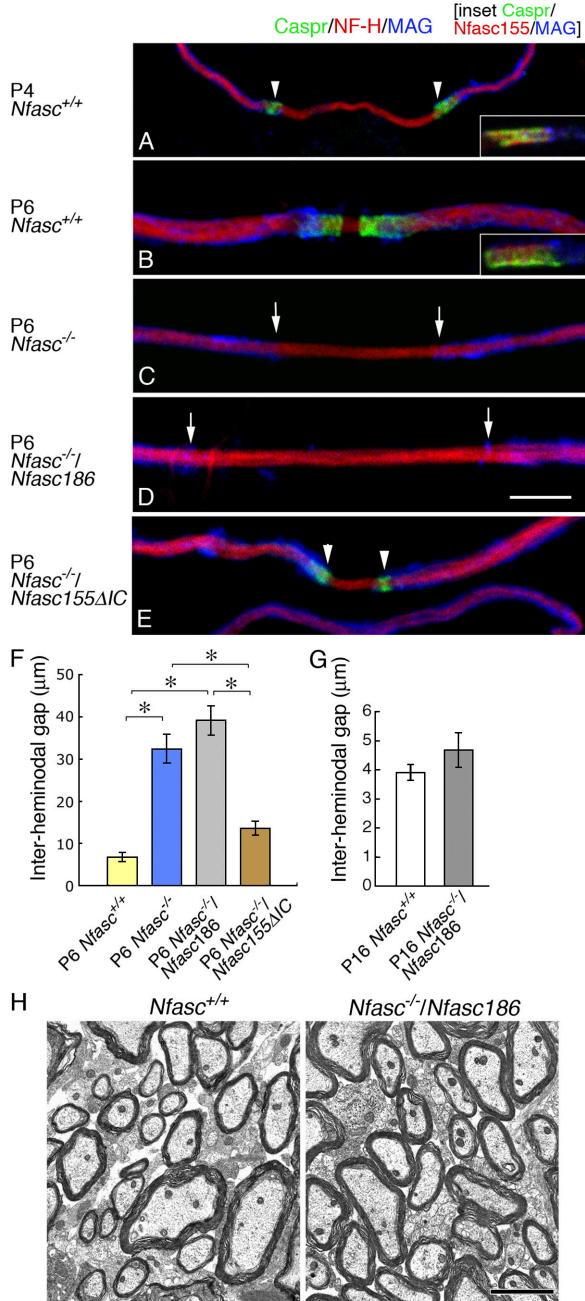 Caspr/NF-H/MAG
[inset Caspr/
Nfasc155/MAG]
P4
Nfasc+/+
A
P6
Nfasc+/+
B
P6
Nfasc-/-
C
P6
Nfasc-/-/
Nfasc186
D
P6
Nfasc-/-/
Nfasc155ΔIC
E
F
Inter-heminodal gap (μm)
50
40
30
20
10
0
*
*
*
*
P6 Nfasc+/+
P6 Nfasc-/-
P6 Nfasc-/-/
Nfasc186
P6 Nfasc-/-/
Nfasc155ΔIC
G
Inter-heminodal gap (μm)
6
5
4
3
2
1
0
P16 Nfasc+/+
P16 Nfasc-/-/
Nfasc186
H
Nfasc+/+
Nfasc-/-/Nfasc186